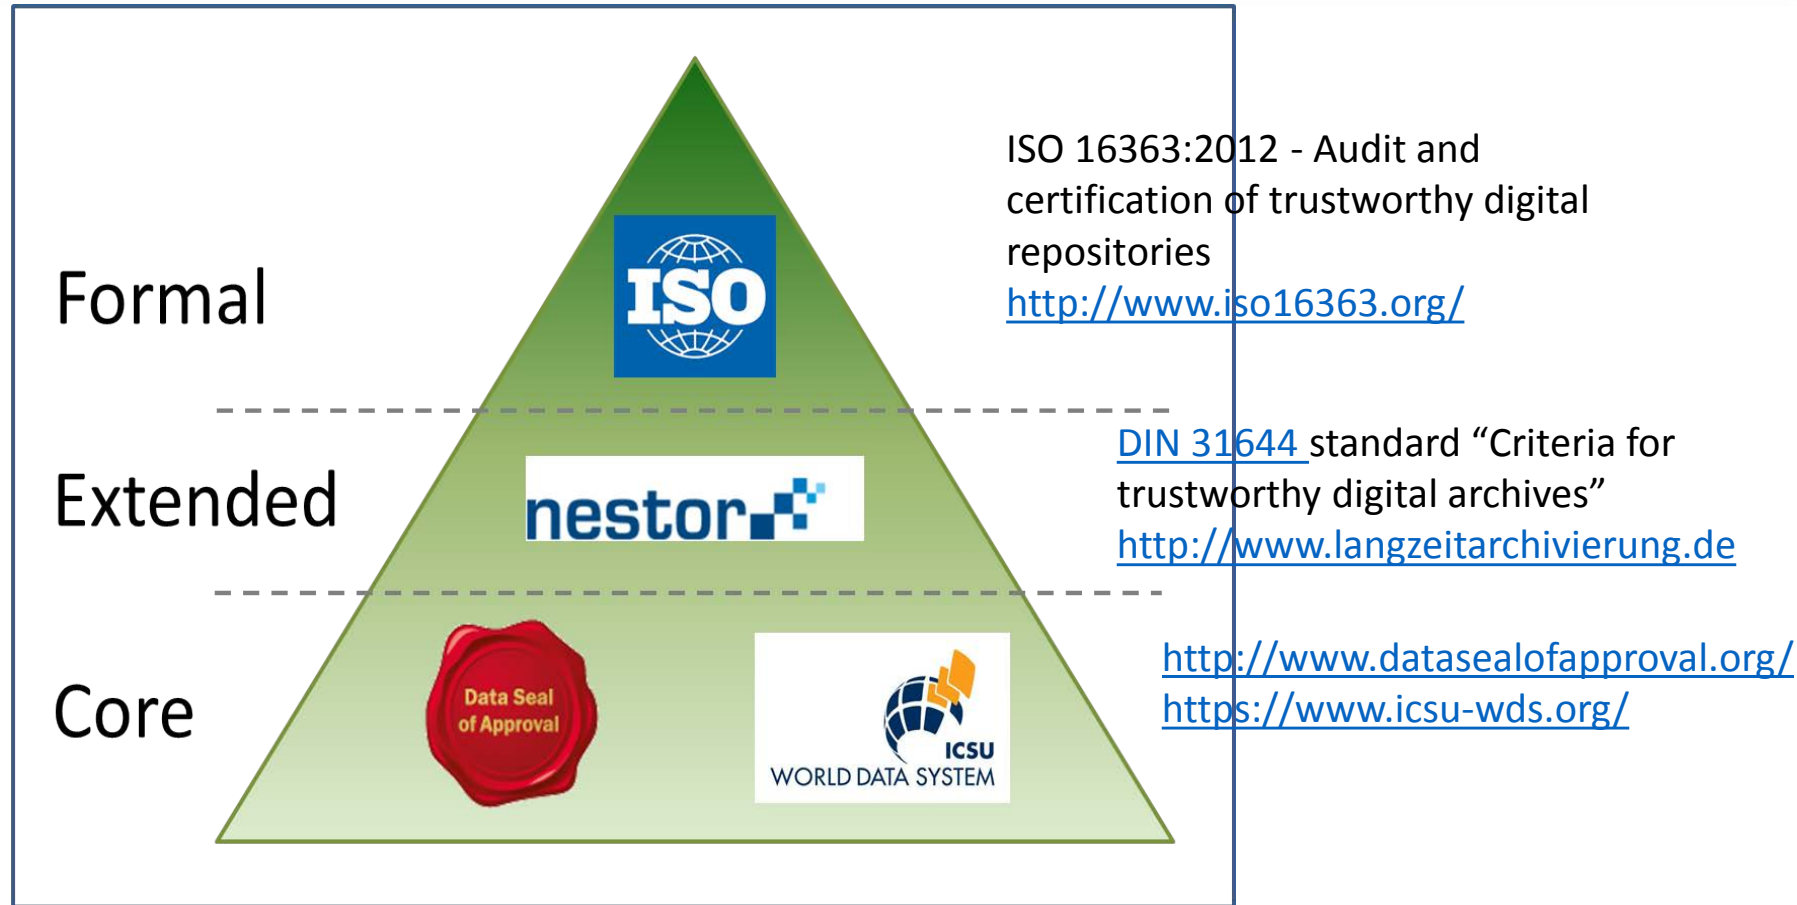 ISO 16363:2012 - Audit and
certification of trustworthy digital
repositories
http://www.iso16363.org/
Formal
ISO
DIN 31644 standard “Criteria for
trustworthy digital archives”
http://www.langzeitarchivierung.de
Extended
nestor
http://www.datasealofapproval.org/
https://www.icsu-wds.org/
Core
Data Seal
of Approval
ICSU
WORLD DATA SYSTEM